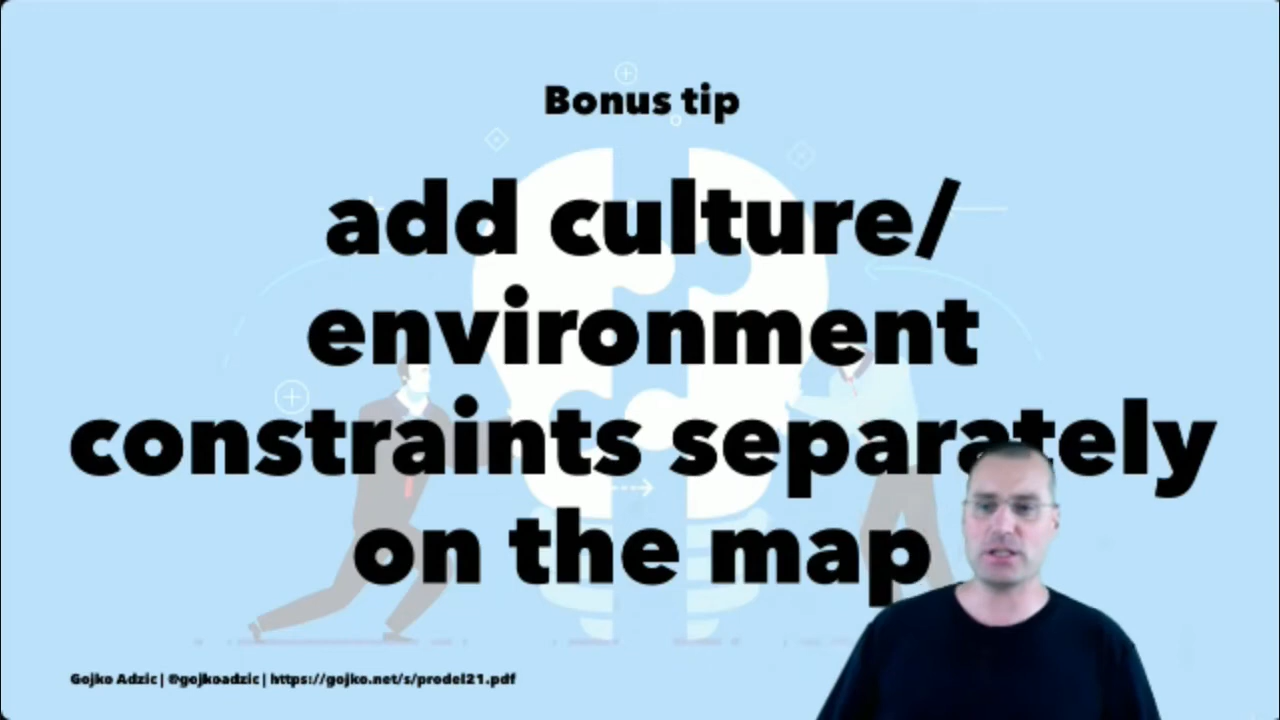 Bonus tip
add culture/
environment
constraints separately
on the map
Gojko Adzic | @gojkoadzic | https://gojko.net/s/prodel21.pdf